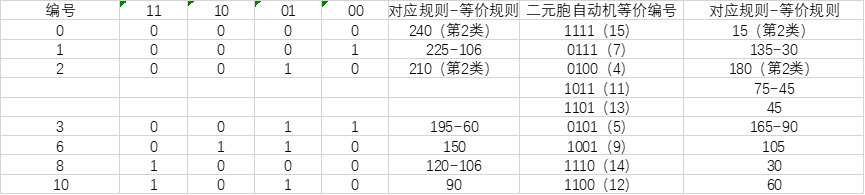 编号 11 10 01 00 对应规则-等价规则 二元胞自动机等价编号 对应规则-等价规则
0 0 0 0 0 240（第2类） 1111（15） 15（第2类）
1 0 0 0 1 225-106 0111（7） 135-30
2 0 0 1 0 210（第2类） 0100（4） 180（第2类）
1011（11） 75-45
1101（13） 45
3 0 0 1 1 195-60 0101（5） 165-90
6 0 1 1 0 150 1001（9） 105
8 1 0 0 0 120-106 1110（14） 30
10 1 0 1 0 90 1100（12） 60